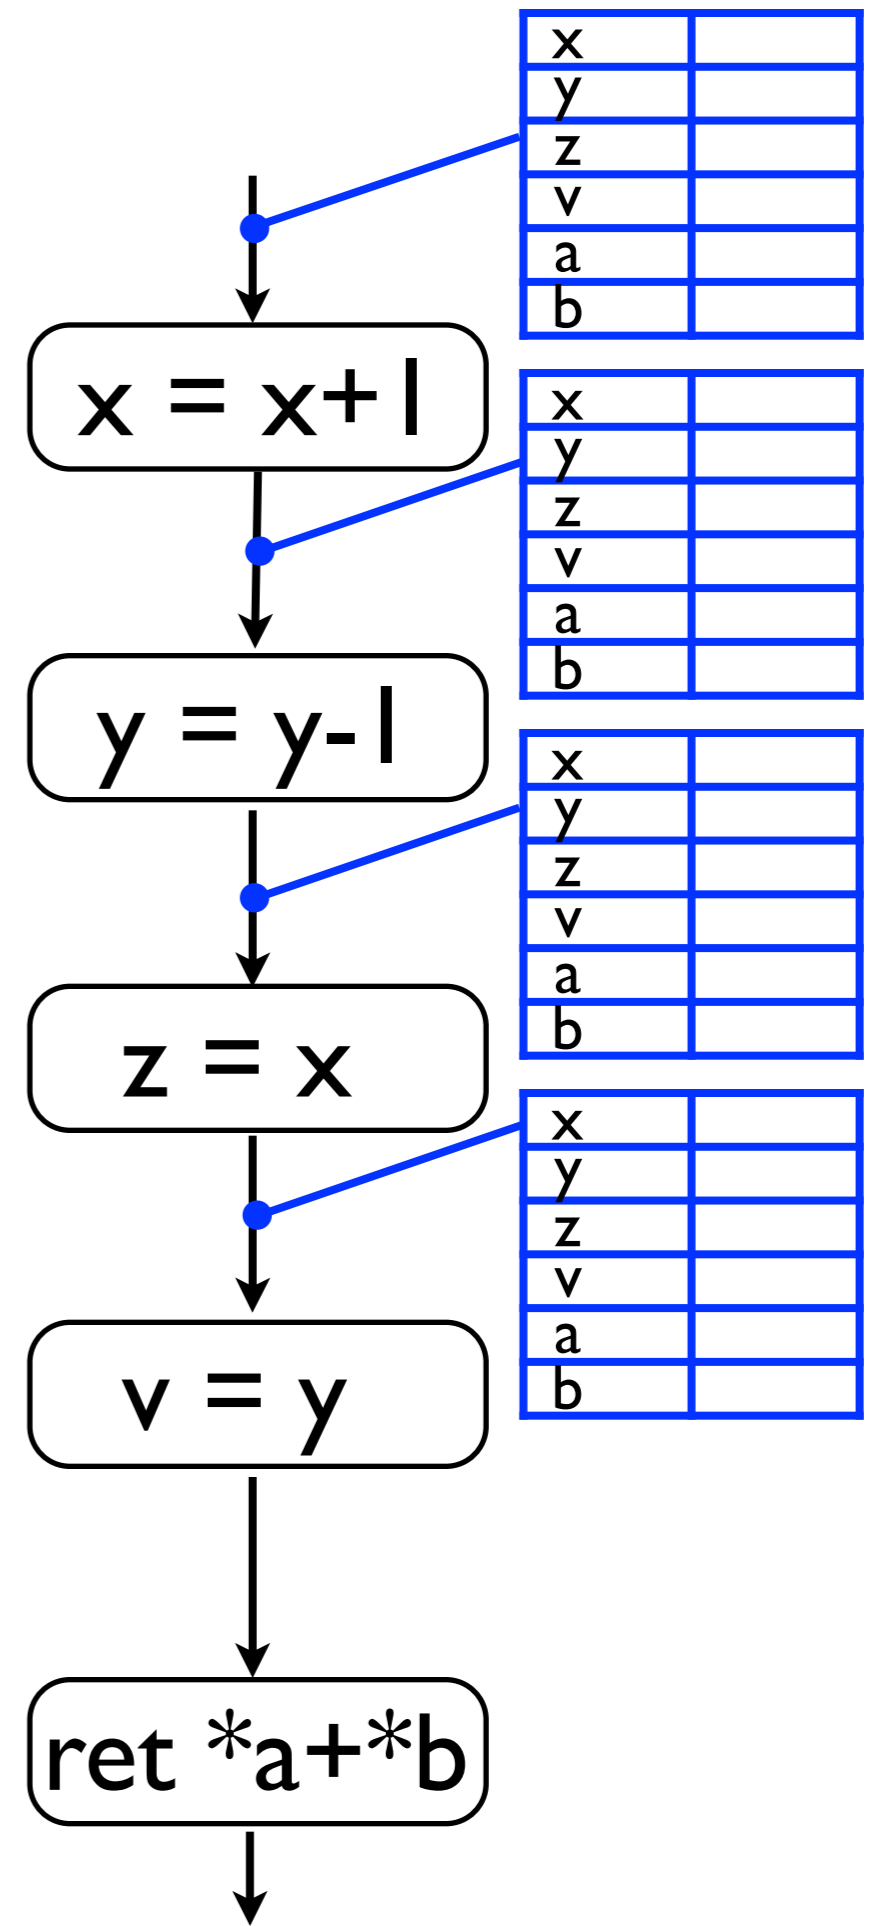 x
y
z
v
a
b
x = x+1
x
y
z
v
a
b
y = y-1
x
y
z
v
a
b
z = x
x
y
z
v
a
b
v = y
ret *a+*b